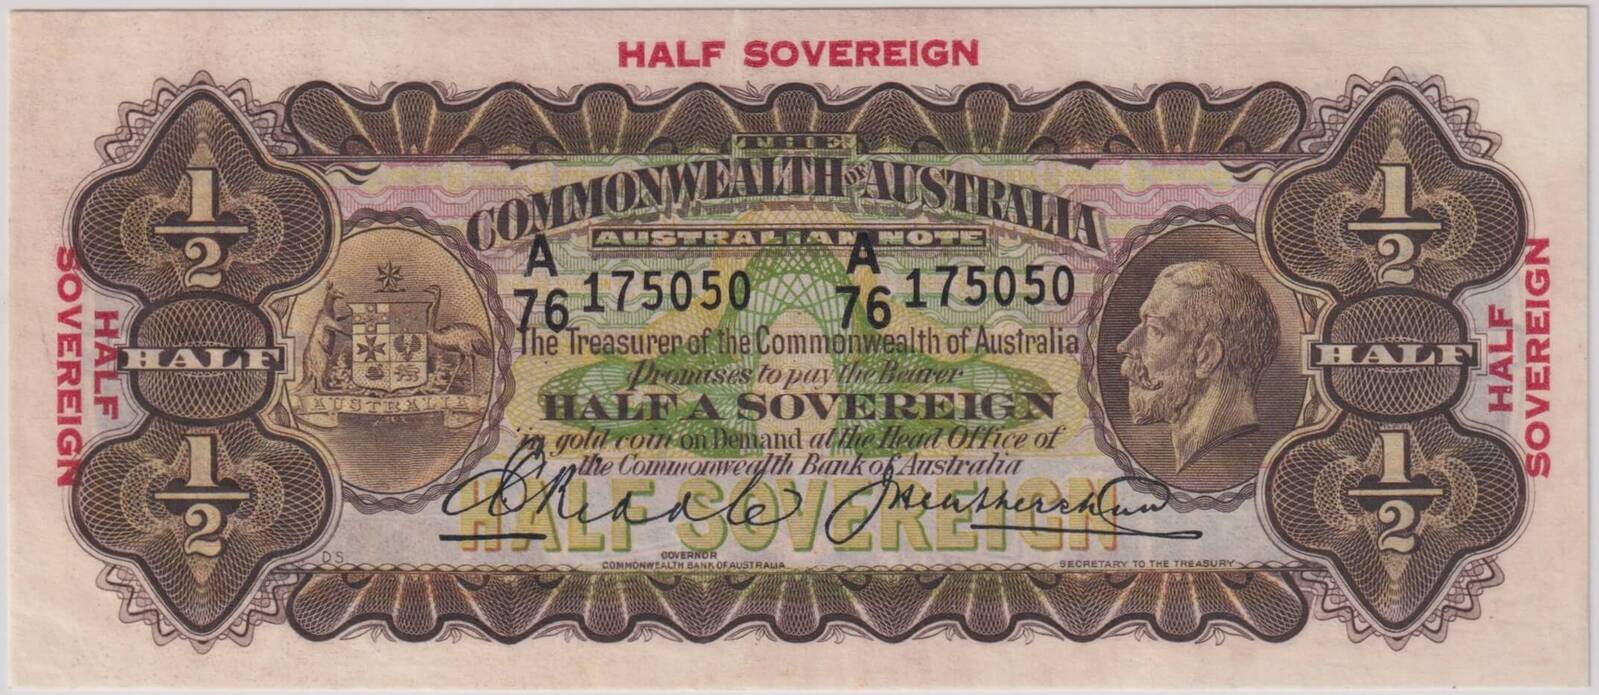 HALF SOVEREIGN
THE
COMMONWEALTH OF AUSTRALIA
AUSTRALIAN NOTE
A
76 175050
A
76 175050
The Treasurer of the Commonwealth of Australia
Promises to pay the Bearer
HALF A SOVEREIGN
in gold coin on Demand at the Head Office of
the Commonwealth Bank of Australia
HALF SOVEREIGN
E C Riddle
J Heathershaw
GOVERNOR
COMMONWEALTH BANK OF AUSTRALIA
SECRETARY TO THE TREASURY
DS
AUSTRALIA
1/2
HALF
1/2
1/2
HALF
1/2
HALF
SOVEREIGN
HALF
SOVEREIGN